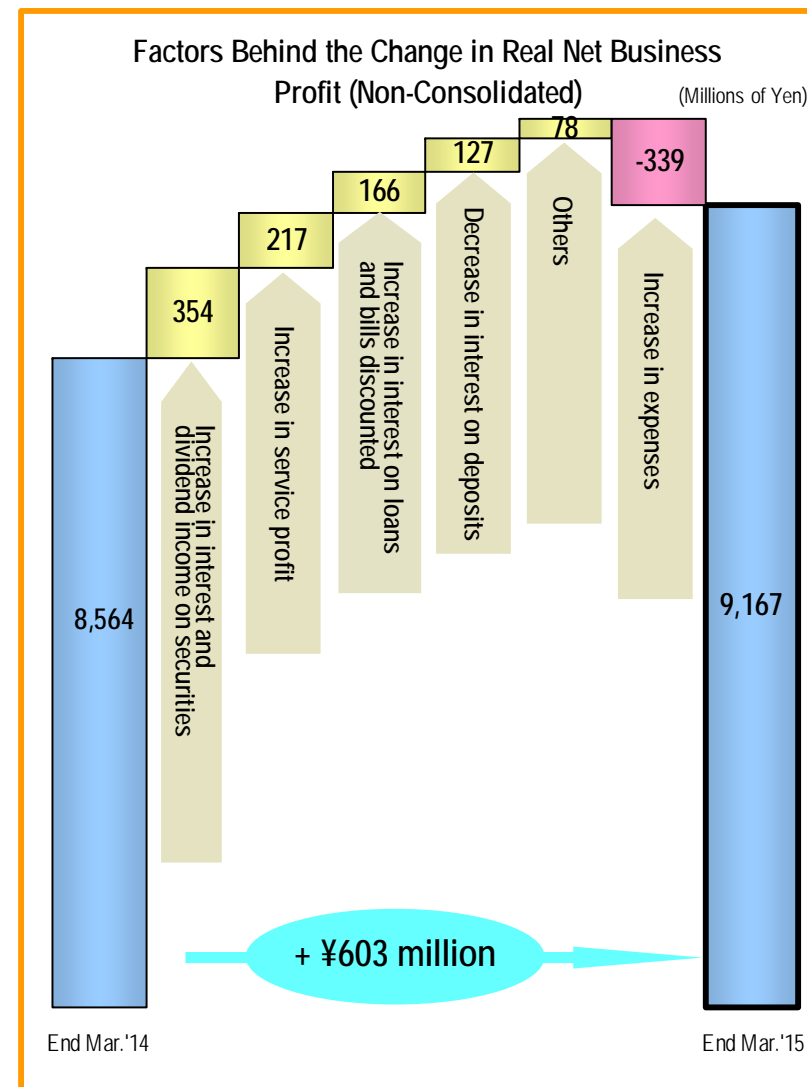 Factors Behind the Change in Real Net Business
Profit (Non-Consolidated)
(Millions of Yen)
78
-339
127
166
217
354
Increase in interest and
dividend income on securities
Increase in service profit
Increase in interest on loans
and bills discounted
Decrease in interest on deposits
Others
Increase in expenses
8,564
9,167
+ ¥603 million
End Mar.'14
End Mar.'15